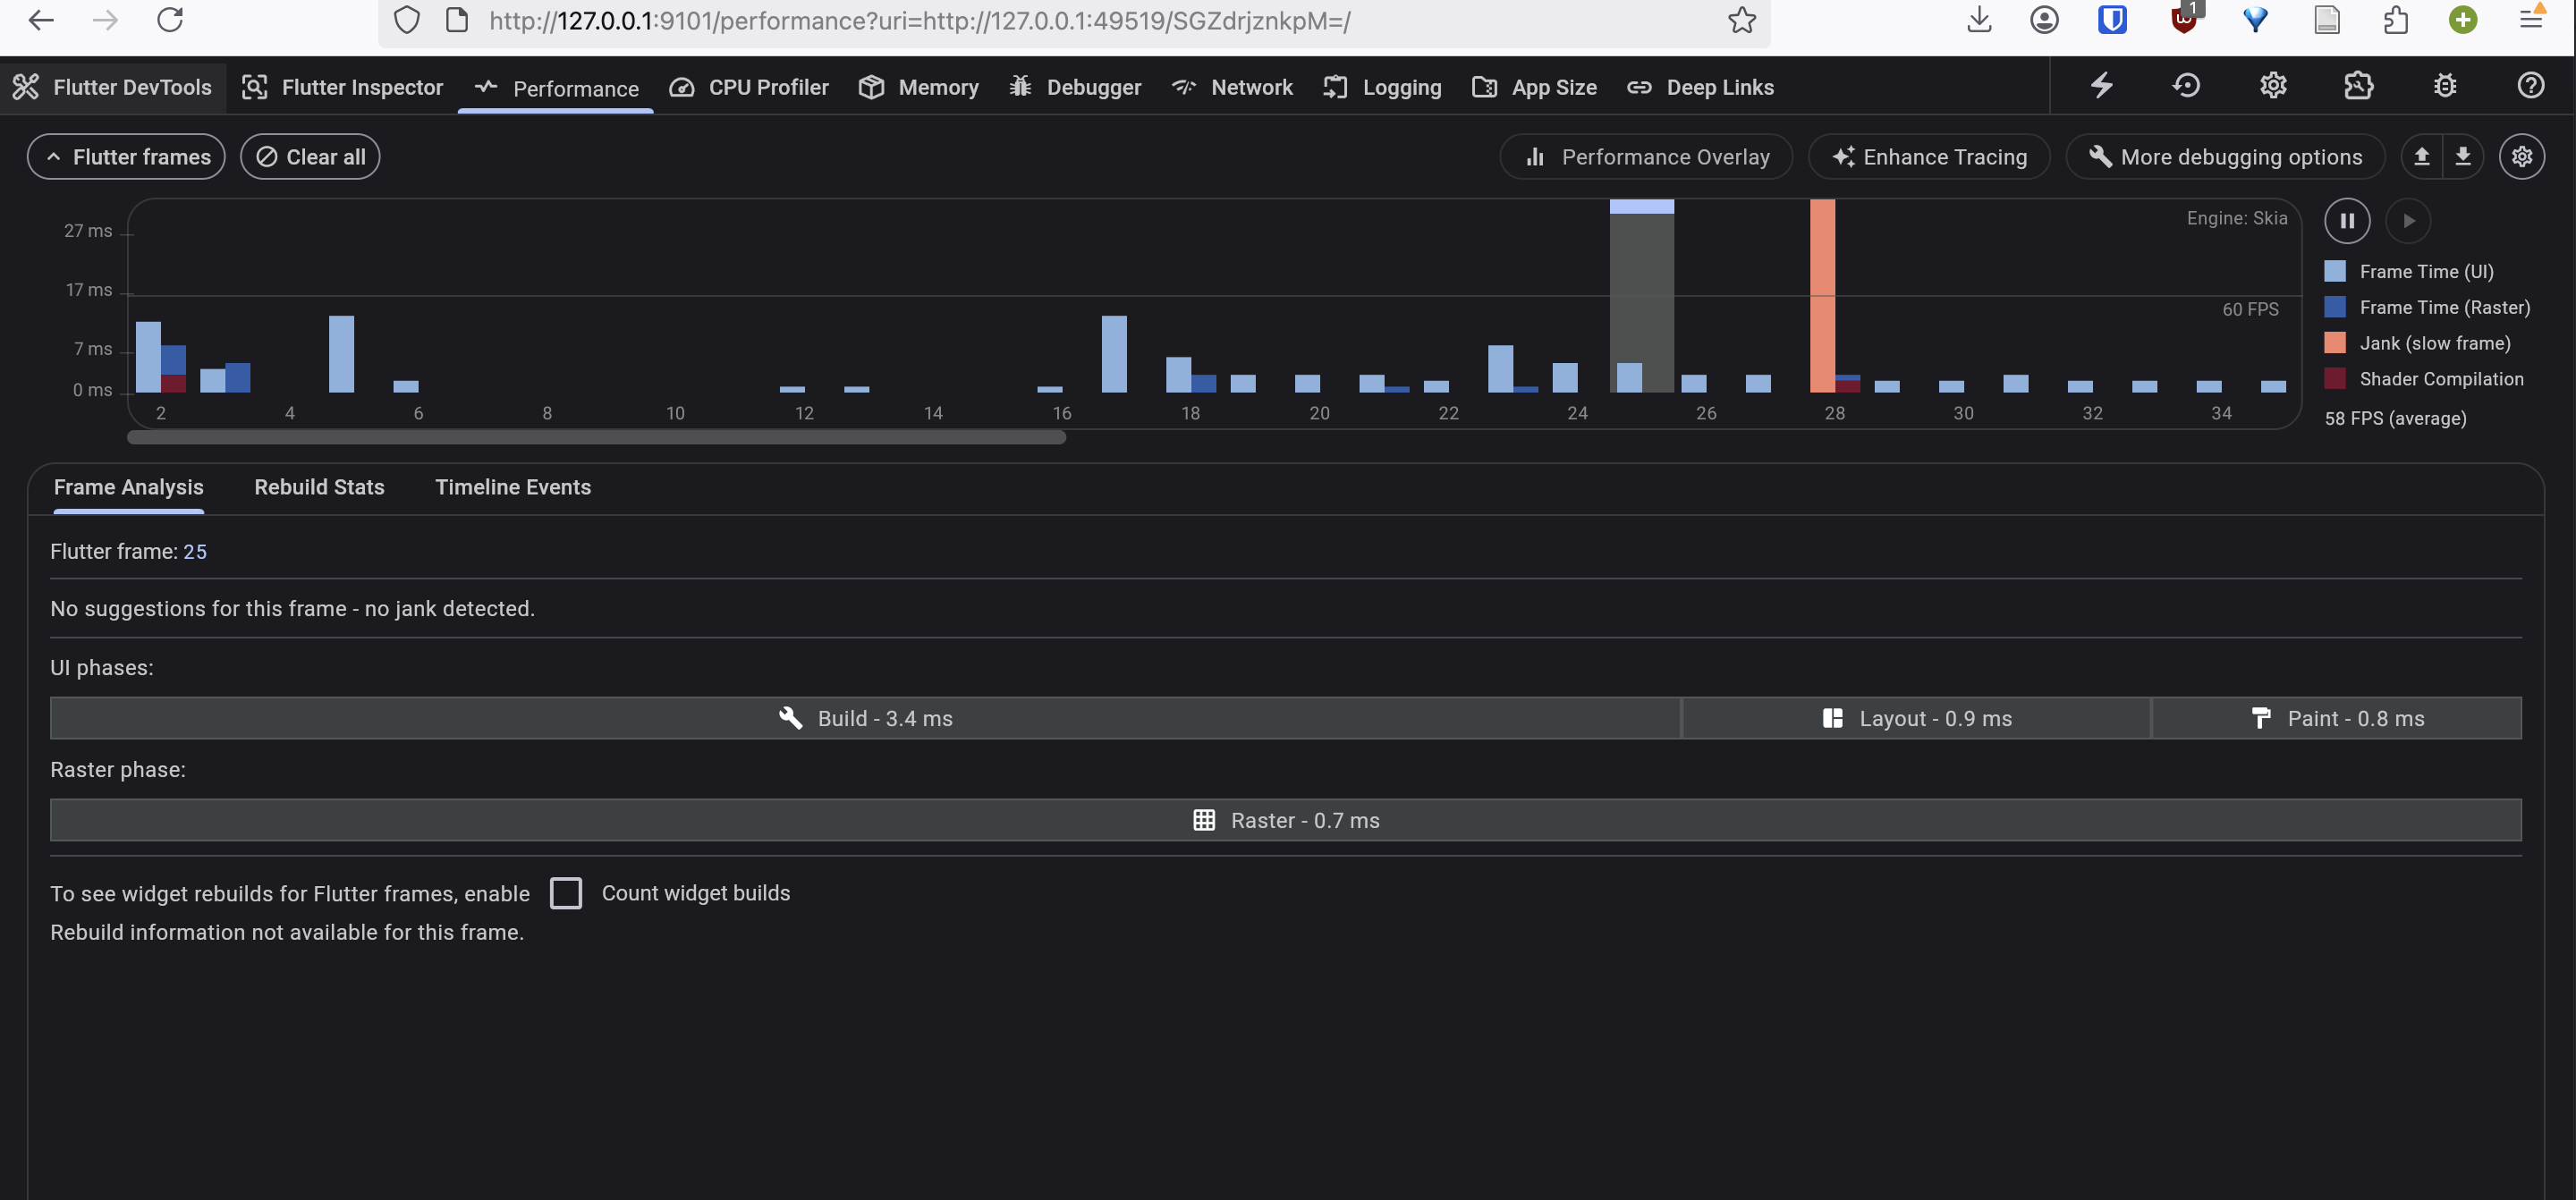 http://127.0.0.1:9101/performance?uri=http://127.0.0.1:49519/SGZdrjznkpM=/
1
Flutter DevTools Flutter Inspector Performance CPU Profiler Memory Debugger Network Logging App Size Deep Links
Flutter frames Clear all Performance Overlay Enhance Tracing More debugging options
27 ms
17 ms
7 ms
0 ms
Engine: Skia
60 FPS
2 4 6 8 10 12 14 16 18 20 22 24 26 28 30 32 34
Frame Time (UI)
Frame Time (Raster)
Jank (slow frame)
Shader Compilation
58 FPS (average)
Frame Analysis Rebuild Stats Timeline Events
Flutter frame: 25
No suggestions for this frame - no jank detected.
UI phases:
Build - 3.4 ms Layout - 0.9 ms Paint - 0.8 ms
Raster phase:
Raster - 0.7 ms
To see widget rebuilds for Flutter frames, enable Count widget builds
Rebuild information not available for this frame.